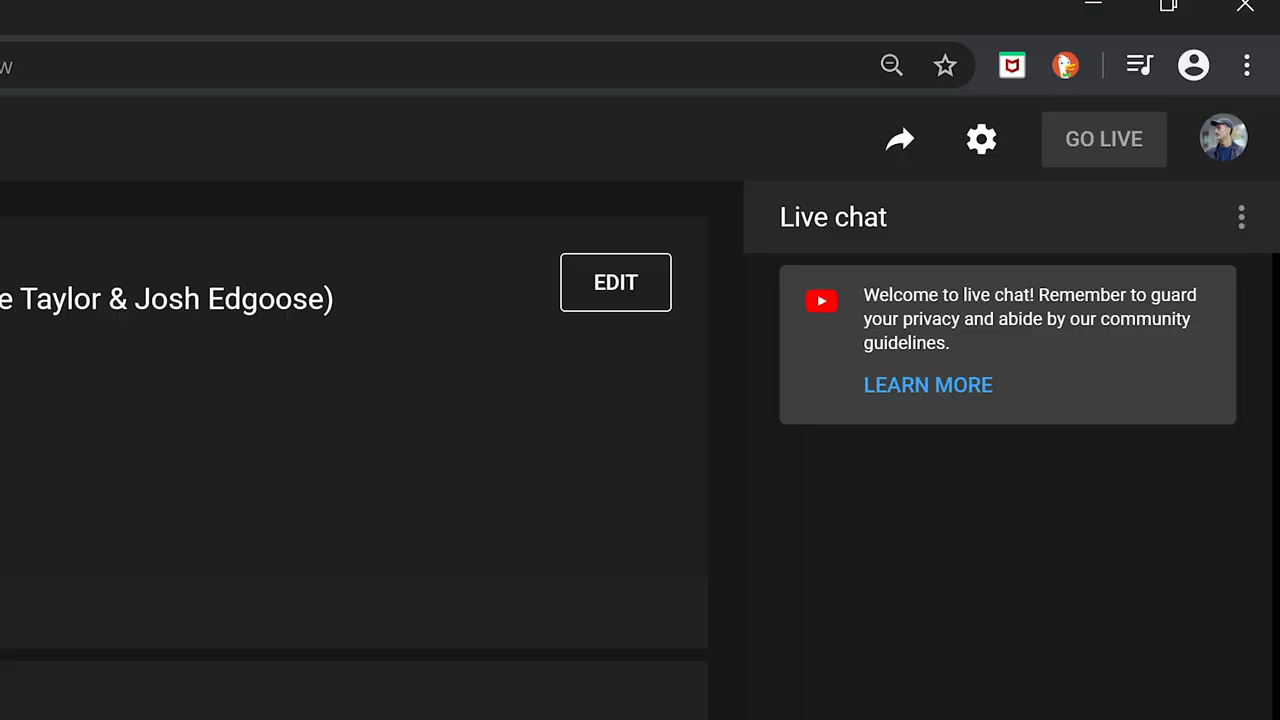 w
GO LIVE
Live chat
EDIT
e Taylor & Josh Edgoose)
Welcome to live chat! Remember to guard
your privacy and abide by our community
guidelines.
LEARN MORE